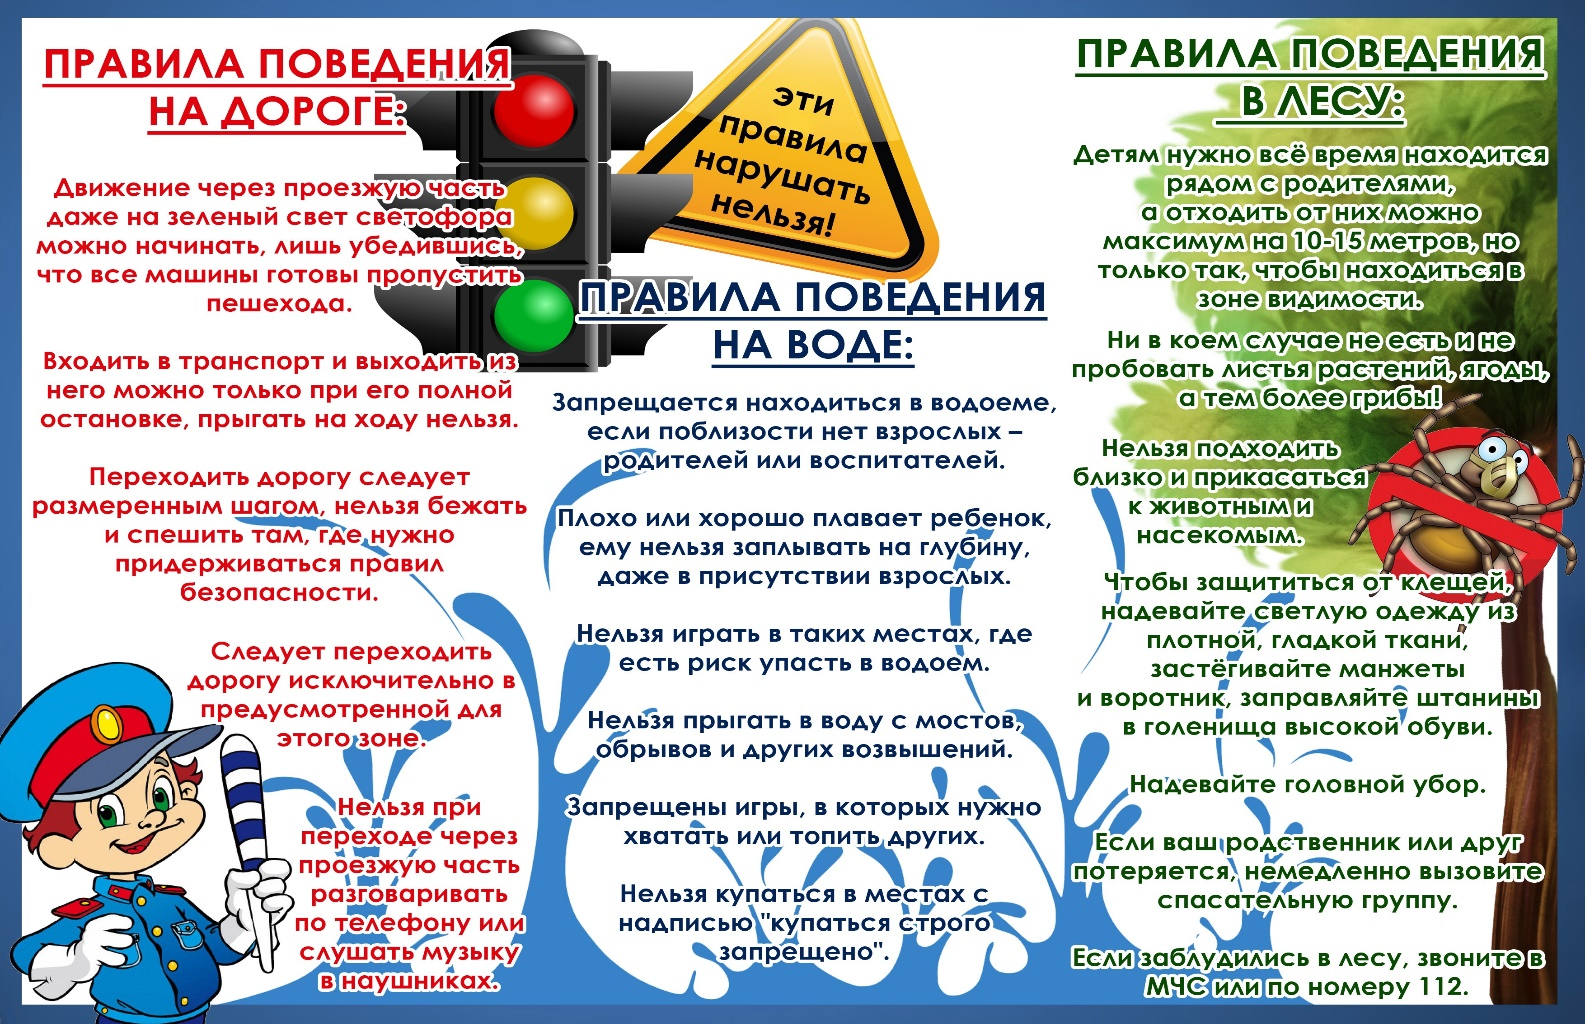 ПРАВИЛА ПОВЕДЕНИЯ
НА ДОРОГЕ:
Движение через проезжую часть
даже на зеленый свет светофора
можно начинать, лишь убедившись,
что все машины готовы пропустить
пешехода.
Входить в транспорт и выходить из
него можно только при его полной
остановке, прыгать на ходу нельзя.
Переходить дорогу следует
размеренным шагом, нельзя бежать
и спешить там, где нужно
придерживаться правил
безопасности.
Следует переходить
дорогу исключительно в
предусмотренной для
этого зоне.
Нельзя при
переходе через
проезжую часть
разговаривать
по телефону или
слушать музыку
в наушниках.
эти
правила
нарушать
нельзя!
ПРАВИЛА ПОВЕДЕНИЯ
НА ВОДЕ:
Запрещается находиться в водоеме,
если поблизости нет взрослых –
родителей или воспитателей.
Плохо или хорошо плавает ребенок,
ему нельзя заплывать на глубину,
даже в присутствии взрослых.
Нельзя играть в таких местах, где
есть риск упасть в водоем.
Нельзя прыгать в воду с мостов,
обрывов и других возвышений.
Запрещены игры, в которых нужно
хватать или топить других.
Нельзя купаться в местах с
надписью "купаться строго
запрещено".
ПРАВИЛА ПОВЕДЕНИЯ
В ЛЕСУ:
Детям нужно всё время находится
рядом с родителями,
а отходить от них можно
максимум на 10-15 метров, но
только так, чтобы находиться в
зоне видимости.
Ни в коем случае не есть и не
пробовать листья растений, ягоды,
а тем более грибы!
Нельзя подходить
близко и прикасаться
к животным и
насекомым.
Чтобы защититься от клещей,
надевайте светлую одежду из
плотной, гладкой ткани,
застёгивайте манжеты
и воротник, заправляйте штанины
в голенища высокой обуви.
Надевайте головной убор.
Если ваш родственник или друг
потеряется, немедленно вызовите
спасательную группу.
Если заблудились в лесу, звоните в
МЧС или по номеру 112.